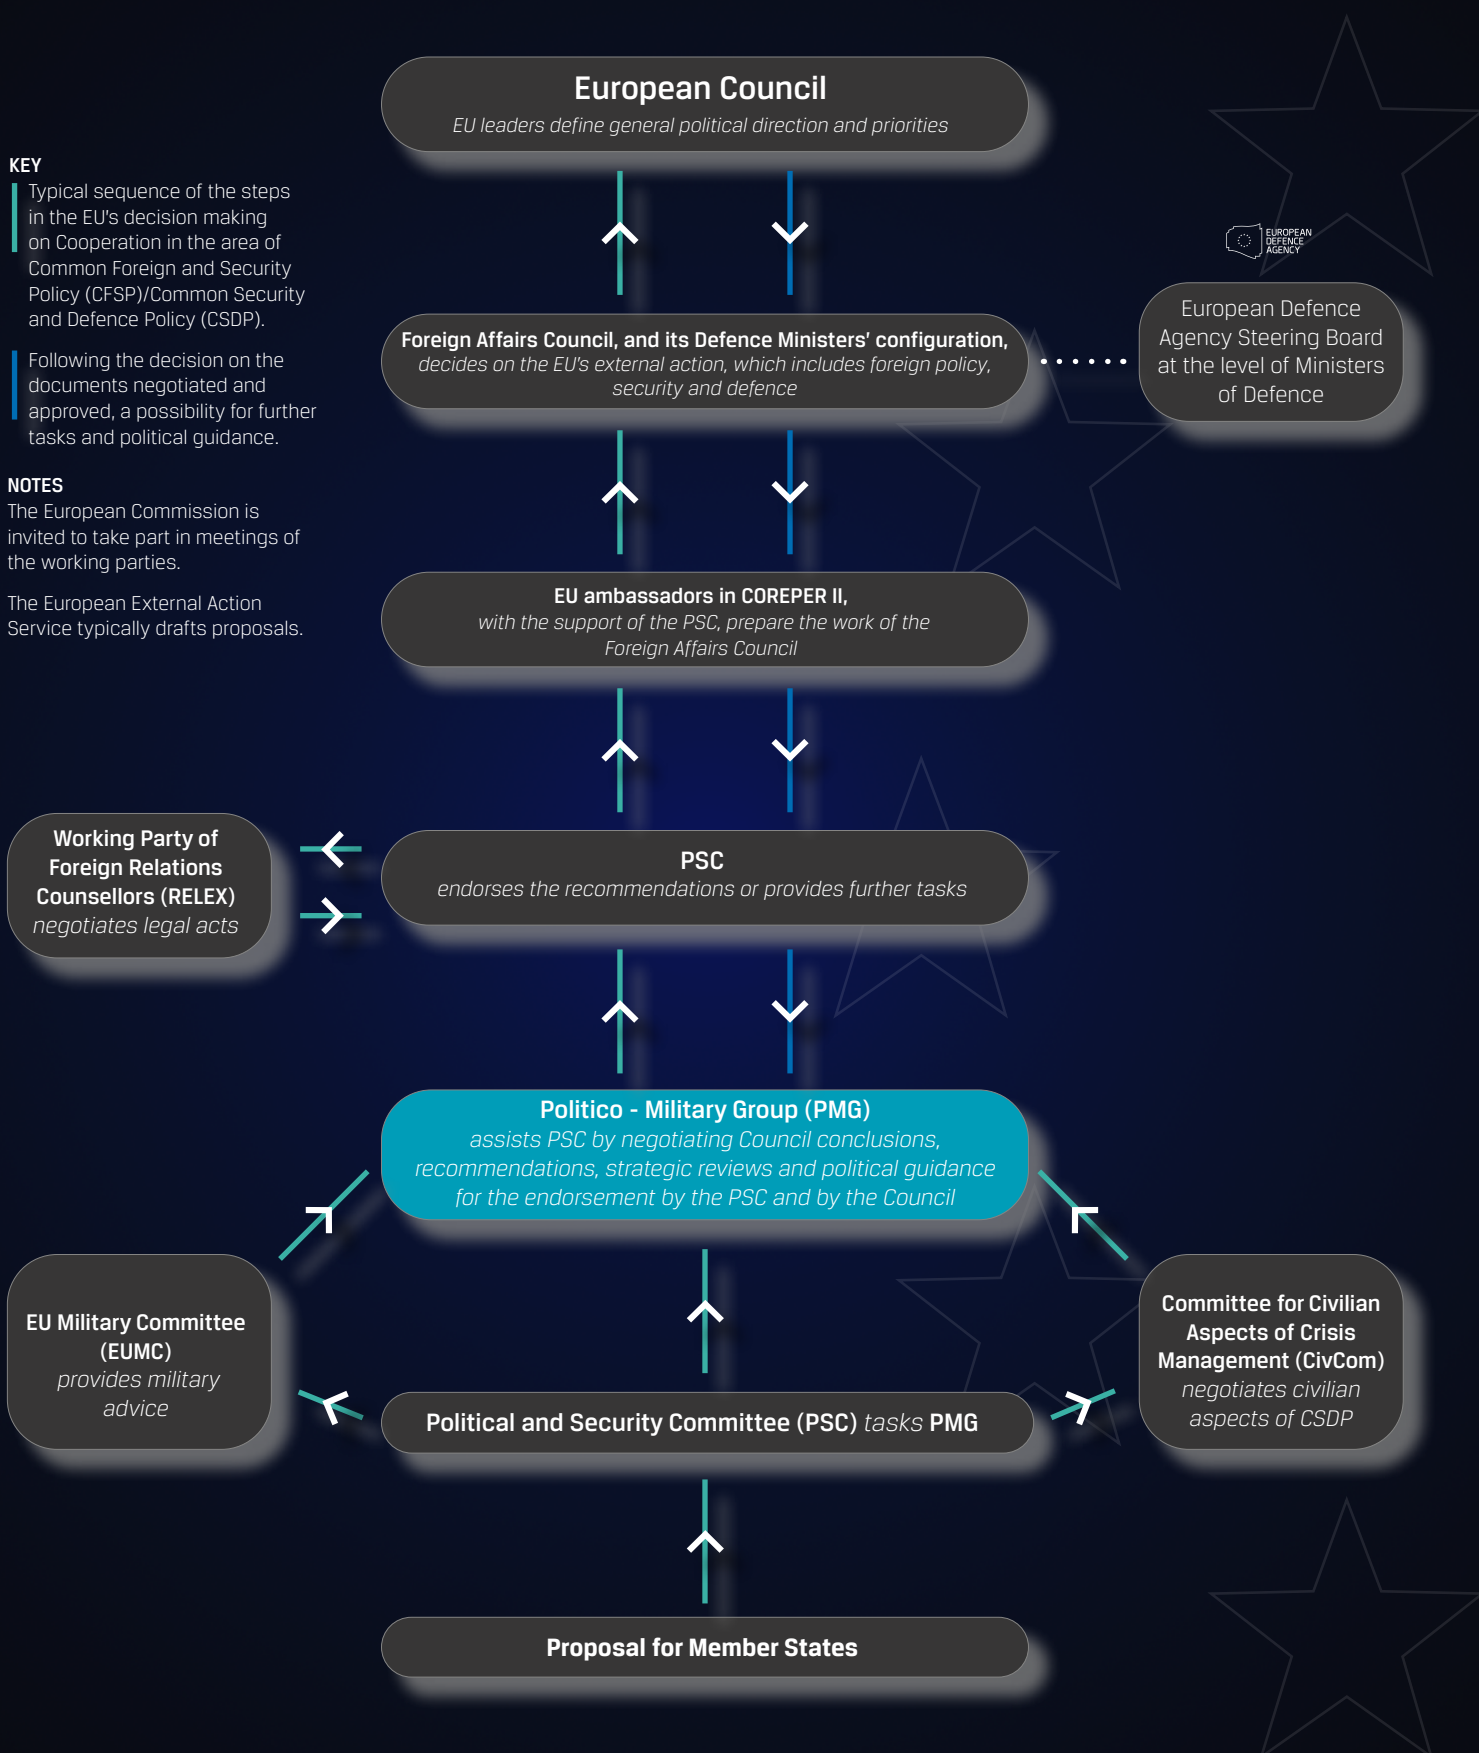 European Council
EU leaders define general political direction and priorities
KEY
Typical sequence of the steps
in the EU's decision making
on Cooperation in the area of
Common Foreign and Security
Policy (CFSP)/Common Security
and Defence Policy (CSDP).
Following the decision on the
documents negotiated and
approved, a possibility for further
tasks and political guidance.
NOTES
The European Commission is
invited to take part in meetings of
the working parties.
The European External Action
Service typically drafts proposals.
EUROPEAN
DEFENCE
AGENCY
European Defence
Agency Steering Board
at the level of Ministers
of Defence
Foreign Affairs Council, and its Defence Ministers' configuration,
decides on the EU's external action, which includes foreign policy,
security and defence
EU ambassadors in COREPER II,
with the support of the PSC, prepare the work of the
Foreign Affairs Council
Working Party of
Foreign Relations
Counsellors (RELEX)
negotiates legal acts
PSC
endorses the recommendations or provides further tasks
Politico - Military Group (PMG)
assists PSC by negotiating Council conclusions,
recommendations, strategic reviews and political guidance
for the endorsement by the PSC and by the Council
EU Military Committee
(EUMC)
provides military
advice
Committee for Civilian
Aspects of Crisis
Management (CivCom)
negotiates civilian
aspects of CSDP
Political and Security Committee (PSC) tasks PMG
Proposal for Member States